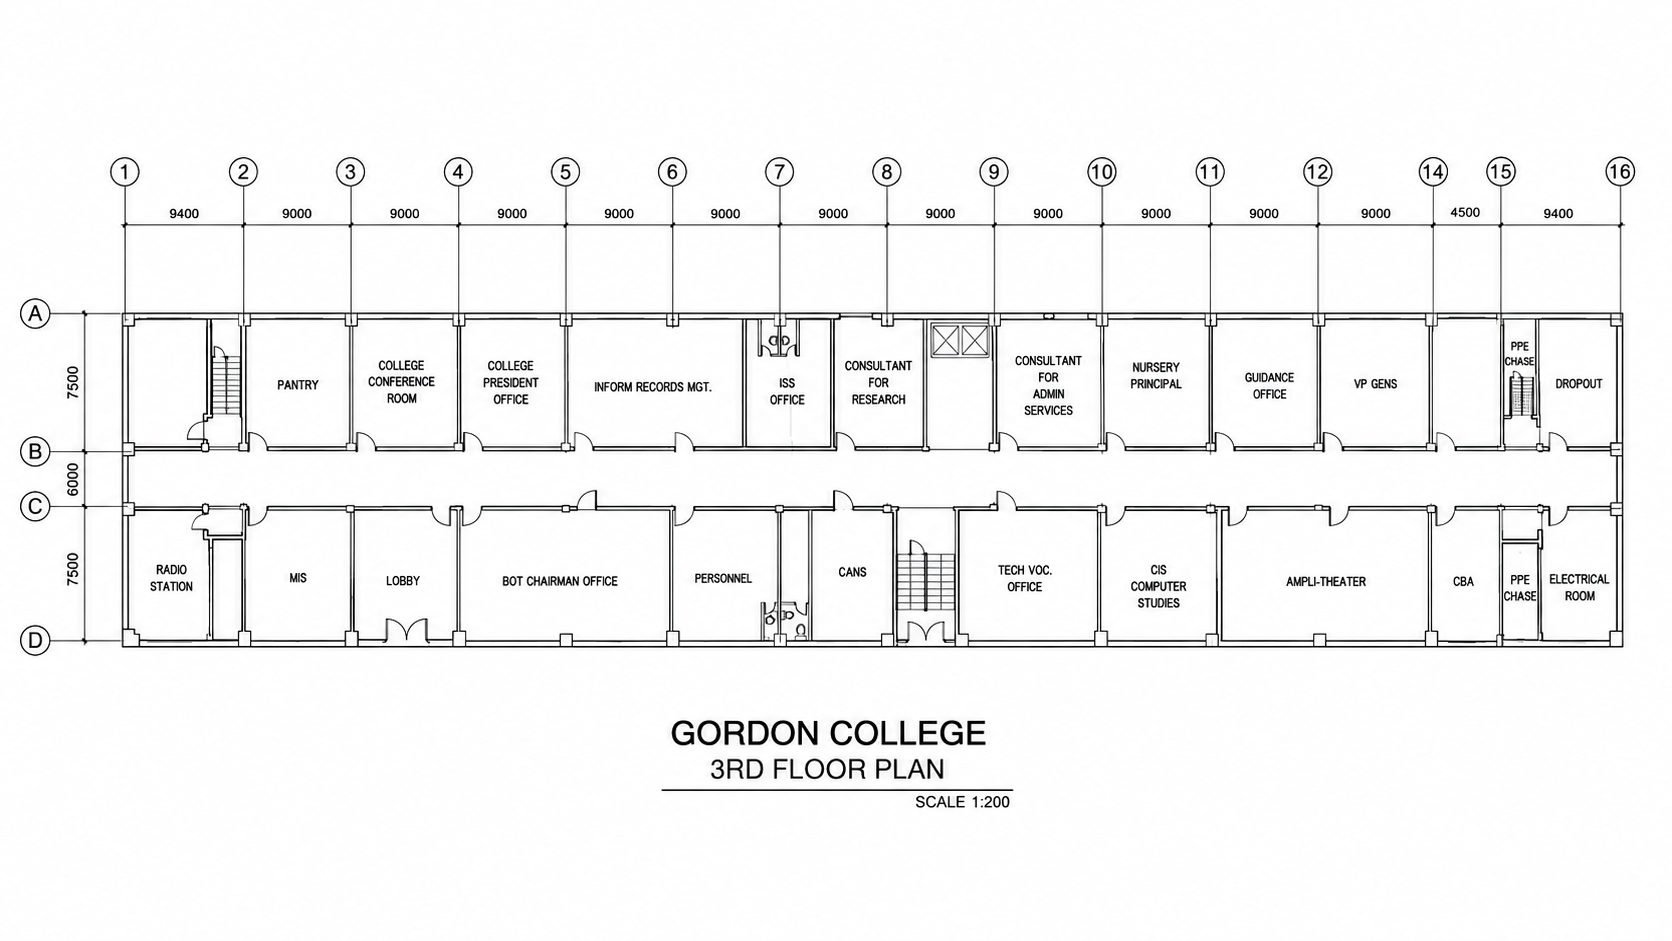 1 2 3 4 5 6 7 8 9 10 11 12 14 15 16
9400 9000 9000 9000 9000 9000 9000 9000 9000 9000 9000 9000 4500 9400
A
7500
B
6000
C
7500
D
PANTRY
COLLEGE
CONFERENCE
ROOM
COLLEGE
PRESIDENT
OFFICE
INFORM RECORDS MGT.
ISS
OFFICE
CONSULTANT
FOR
RESEARCH
CONSULTANT
FOR
ADMIN
SERVICES
NURSERY
PRINCIPAL
GUIDANCE
OFFICE
VP GENS
PPE
CHASE
DROPOUT
RADIO
STATION
MIS
LOBBY
BOT CHAIRMAN OFFICE
PERSONNEL
CANS
TECH VOC.
OFFICE
CIS
COMPUTER
STUDIES
AMPLI-THEATER
CBA
PPE
CHASE
ELECTRICAL
ROOM
GORDON COLLEGE
3RD FLOOR PLAN
SCALE 1:200